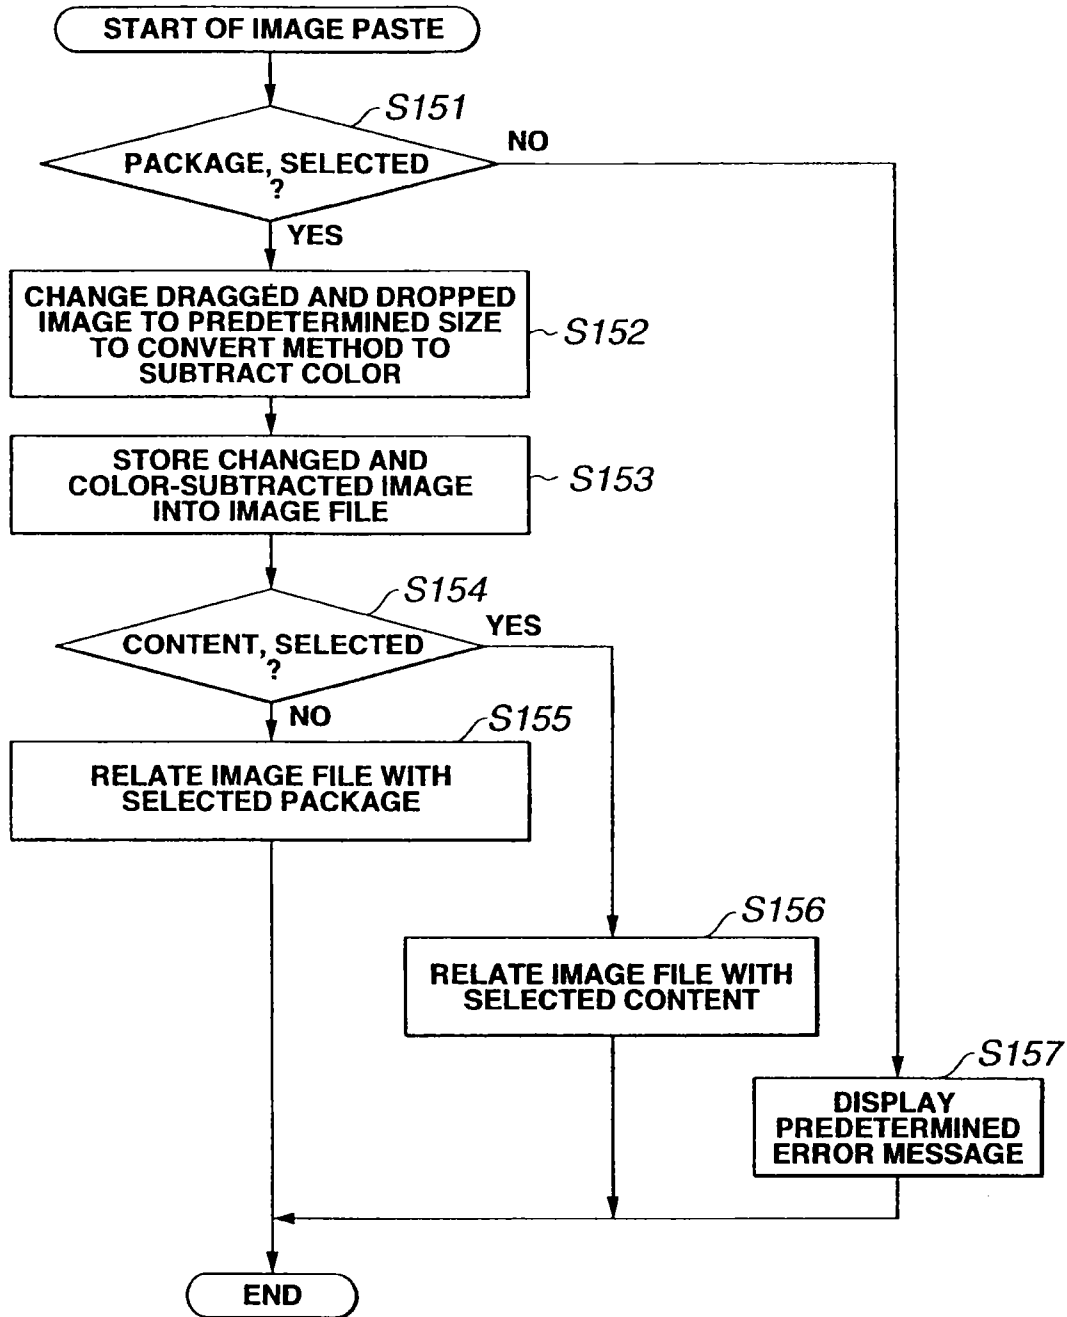 START OF IMAGE PASTE
S151
NO
PACKAGE, SELECTED
?
YES
CHANGE DRAGGED AND DROPPED
IMAGE TO PREDETERMINED SIZE
TO CONVERT METHOD TO
SUBTRACT COLOR
S152
STORE CHANGED AND
COLOR-SUBTRACTED IMAGE
INTO IMAGE FILE
S153
S154
YES
CONTENT, SELECTED
?
NO
S155
RELATE IMAGE FILE WITH
SELECTED PACKAGE
S156
RELATE IMAGE FILE WITH
SELECTED CONTENT
S157
DISPLAY
PREDETERMINED
ERROR MESSAGE
END